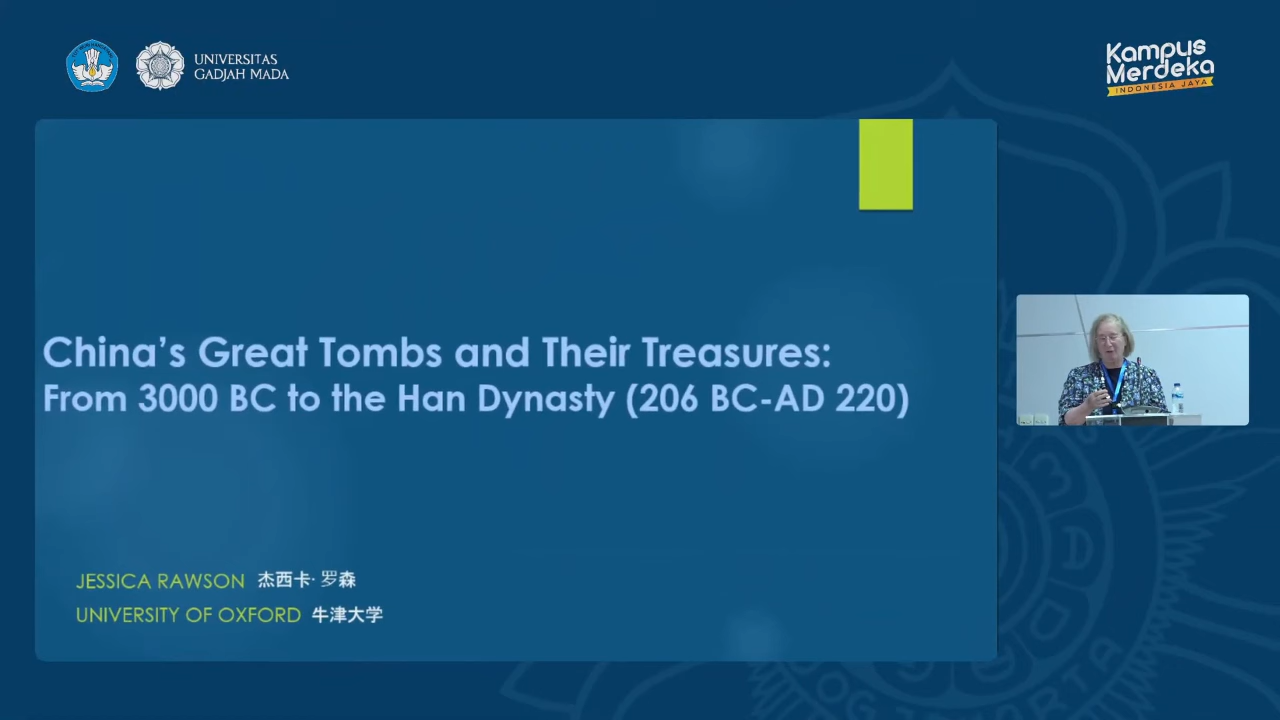 UNIVERSITAS
GADJAH MADA
Kampus
Merdeka
INDONESIA JAYA
China's Great Tombs and Their Treasures:
From 3000 BC to the Han Dynasty (206 BC-AD 220)
JESSICA RAWSON 杰西卡· 罗森
UNIVERSITY OF OXFORD 牛津大学